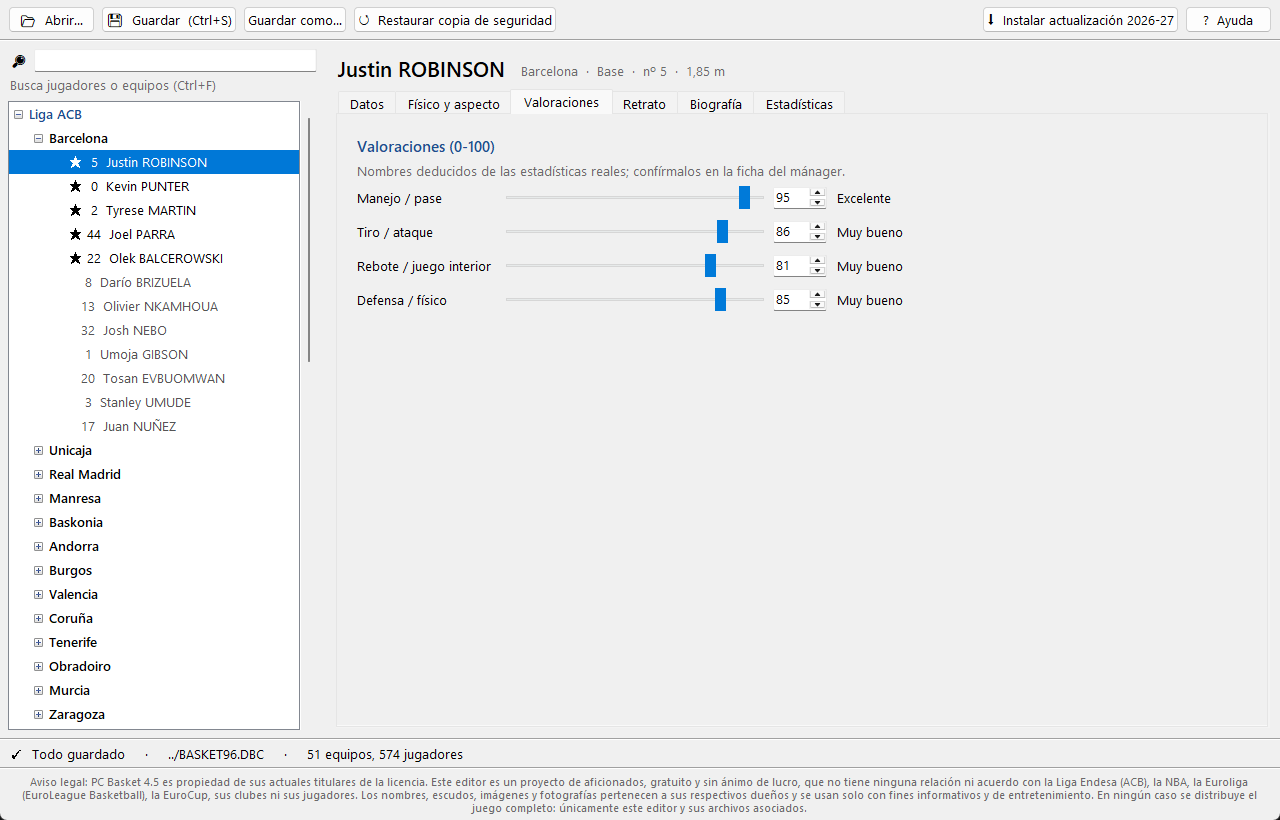 Abrir...
Guardar (Ctrl+S)
Guardar como...
Restaurar copia de seguridad
Instalar actualización 2026-27
? Ayuda
Busca jugadores o equipos (Ctrl+F)
Liga ACB
Barcelona
★ 5 Justin ROBINSON
★ 0 Kevin PUNTER
★ 2 Tyrese MARTIN
★ 44 Joel PARRA
★ 22 Olek BALCEROWSKI
8 Darío BRIZUELA
13 Olivier NKAMHOUA
32 Josh NEBO
1 Umoja GIBSON
20 Tosan EVBUOMWAN
3 Stanley UMUDE
17 Juan NUÑEZ
Unicaja
Real Madrid
Manresa
Baskonia
Andorra
Burgos
Valencia
Coruña
Tenerife
Obradoiro
Murcia
Zaragoza
Justin ROBINSON Barcelona · Base · nº 5 · 1,85 m
Datos
Físico y aspecto
Valoraciones
Retrato
Biografía
Estadísticas
Valoraciones (0-100)
Nombres deducidos de las estadísticas reales; confírmalos en la ficha del mánager.
Manejo / pase 95 Excelente
Tiro / ataque 86 Muy bueno
Rebote / juego interior 81 Muy bueno
Defensa / físico 85 Muy bueno
✓ Todo guardado · ../BASKET96.DBC · 51 equipos, 574 jugadores
Aviso legal: PC Basket 4.5 es propiedad de sus actuales titulares de la licencia. Este editor es un proyecto de aficionados, gratuito y sin ánimo de lucro, que no tiene ninguna relación ni acuerdo con la Liga Endesa (ACB), la NBA, la Euroliga
(EuroLeague Basketball), la EuroCup, sus clubes ni sus jugadores. Los nombres, escudos, imágenes y fotografías pertenecen a sus respectivos dueños y se usan solo con fines informativos y de entretenimiento. En ningún caso se distribuye el
juego completo: únicamente este editor y sus archivos asociados.